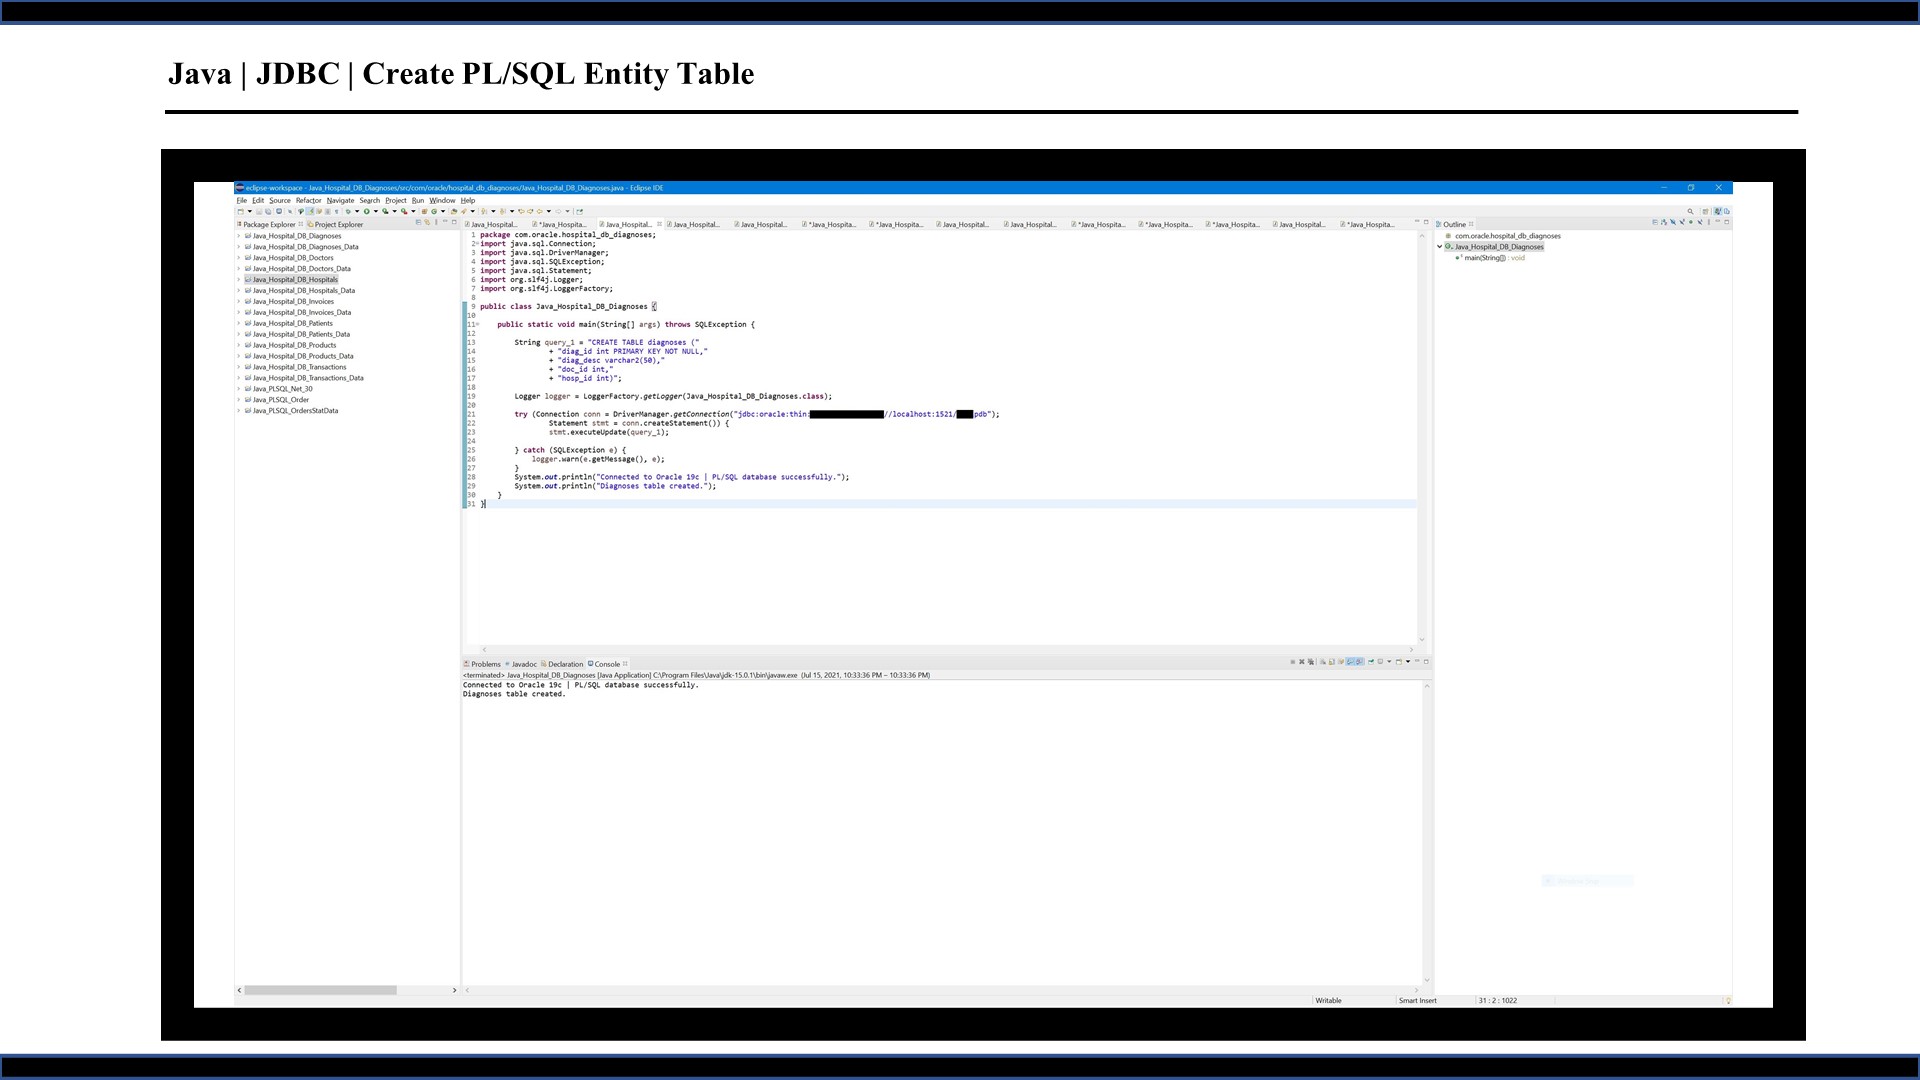 Java | JDBC | Create PL/SQL Entity Table
eclipse-workspace - Java_Hospital_DB_Diagnoses/src/com/oracle/hospital_db_diagnoses/Java_Hospital_DB_Diagnoses.java - Eclipse IDE
File Edit Source Refactor Navigate Search Project Run Window Help
Package Explorer Project Explorer
Java_Hospital_DB_Diagnoses
Java_Hospital_DB_Diagnoses_Data
Java_Hospital_DB_Doctors
Java_Hospital_DB_Doctors_Data
Java_Hospital_DB_Hospitals
Java_Hospital_DB_Hospitals_Data
Java_Hospital_DB_Invoices
Java_Hospital_DB_Invoices_Data
Java_Hospital_DB_Patients
Java_Hospital_DB_Patients_Data
Java_Hospital_DB_Products
Java_Hospital_DB_Products_Data
Java_Hospital_DB_Transactions
Java_Hospital_DB_Transactions_Data
Java_PLSQL_Net_30
Java_PLSQL_Order
Java_PLSQL_OrdersStatData
Java_Hospital... *Java_Hospita... Java_Hospital... Java_Hospital... Java_Hospital... *Java_Hospita... *Java_Hospita... Java_Hospital... Java_Hospital... *Java_Hospita... *Java_Hospita... *Java_Hospita... Java_Hospital... *Java_Hospita...
1 package com.oracle.hospital_db_diagnoses;
2 import java.sql.Connection;
3 import java.sql.DriverManager;
4 import java.sql.SQLException;
5 import java.sql.Statement;
6 import org.slf4j.Logger;
7 import org.slf4j.LoggerFactory;
8
9 public class Java_Hospital_DB_Diagnoses {
10
11 public static void main(String[] args) throws SQLException {
12
13 String query_1 = "CREATE TABLE diagnoses ("
14 + "diag_id int PRIMARY KEY NOT NULL,"
15 + "diag_desc varchar2(50),"
16 + "doc_id int,"
17 + "hosp_id int)";
18
19 Logger logger = LoggerFactory.getLogger(Java_Hospital_DB_Diagnoses.class);
20
21 try (Connection conn = DriverManager.getConnection("jdbc:oracle:thin: //localhost:1521/ pdb");
22 Statement stmt = conn.createStatement()) {
23 stmt.executeUpdate(query_1);
24
25 } catch (SQLException e) {
26 logger.warn(e.getMessage(), e);
27 }
28 System.out.println("Connected to Oracle 19c | PL/SQL database successfully.");
29 System.out.println("Diagnoses table created.");
30 }
31 }
Outline
com.oracle.hospital_db_diagnoses
Java_Hospital_DB_Diagnoses
main(String[]) : void
Problems Javadoc Declaration Console
<terminated> Java_Hospital_DB_Diagnoses [Java Application] C:\Program Files\Java\jdk-15.0.1\bin\javaw.exe (Jul 15, 2021, 10:33:36 PM – 10:33:36 PM)
Connected to Oracle 19c | PL/SQL database successfully.
Diagnoses table created.
Writable Smart Insert 31 : 2 : 1022